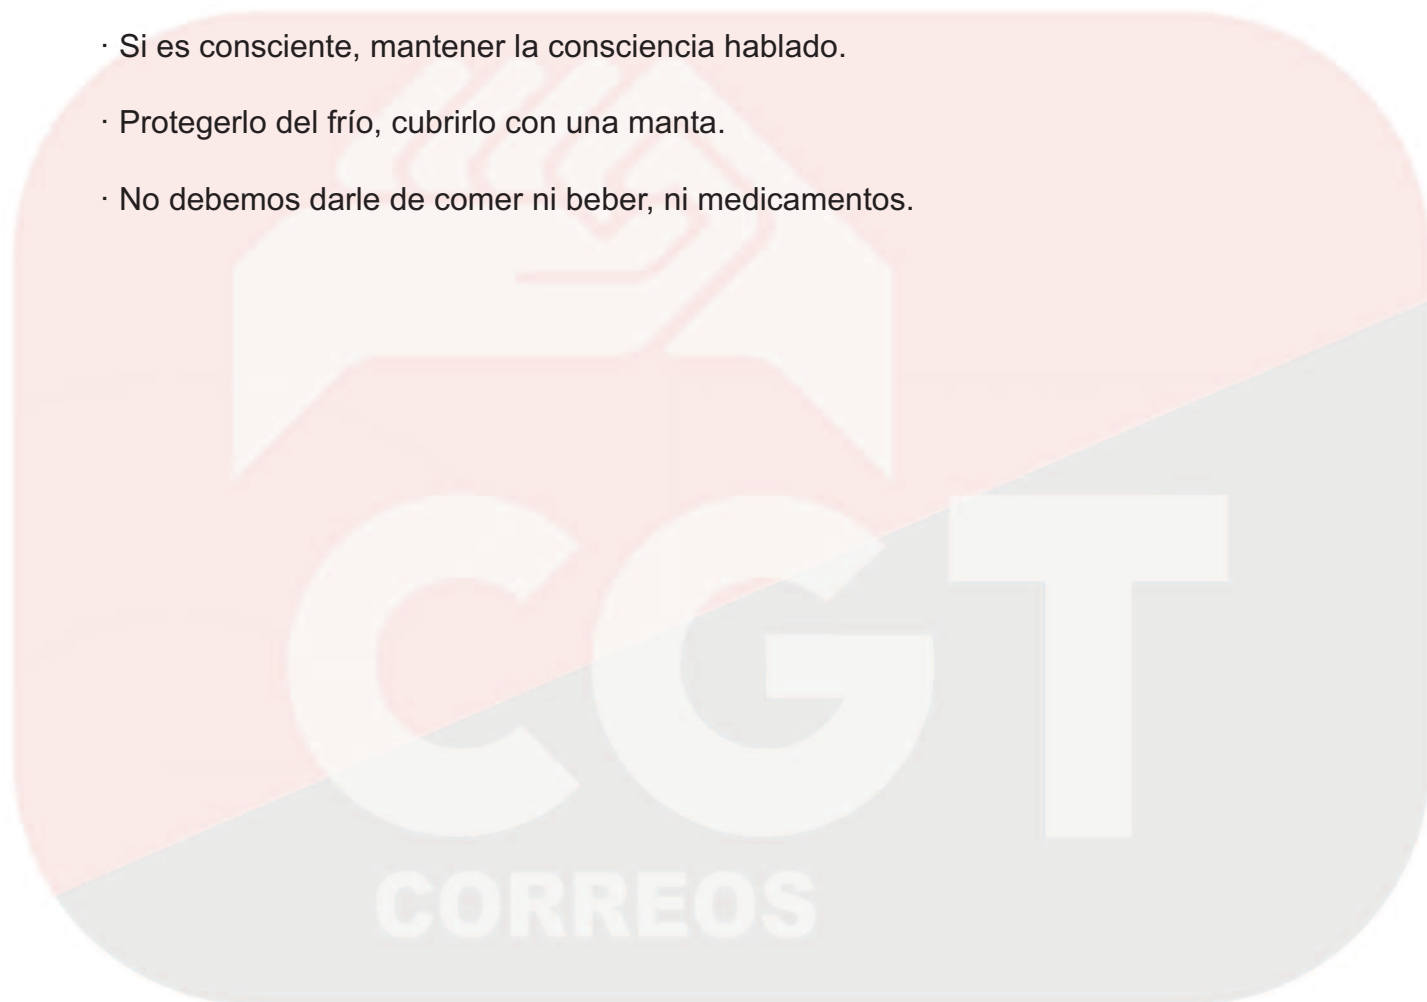 · Si es consciente, mantener la consciencia hablado.
· Protegerlo del frío, cubrirlo con una manta.
· No debemos darle de comer ni beber, ni medicamentos.
CGT
CORREOS